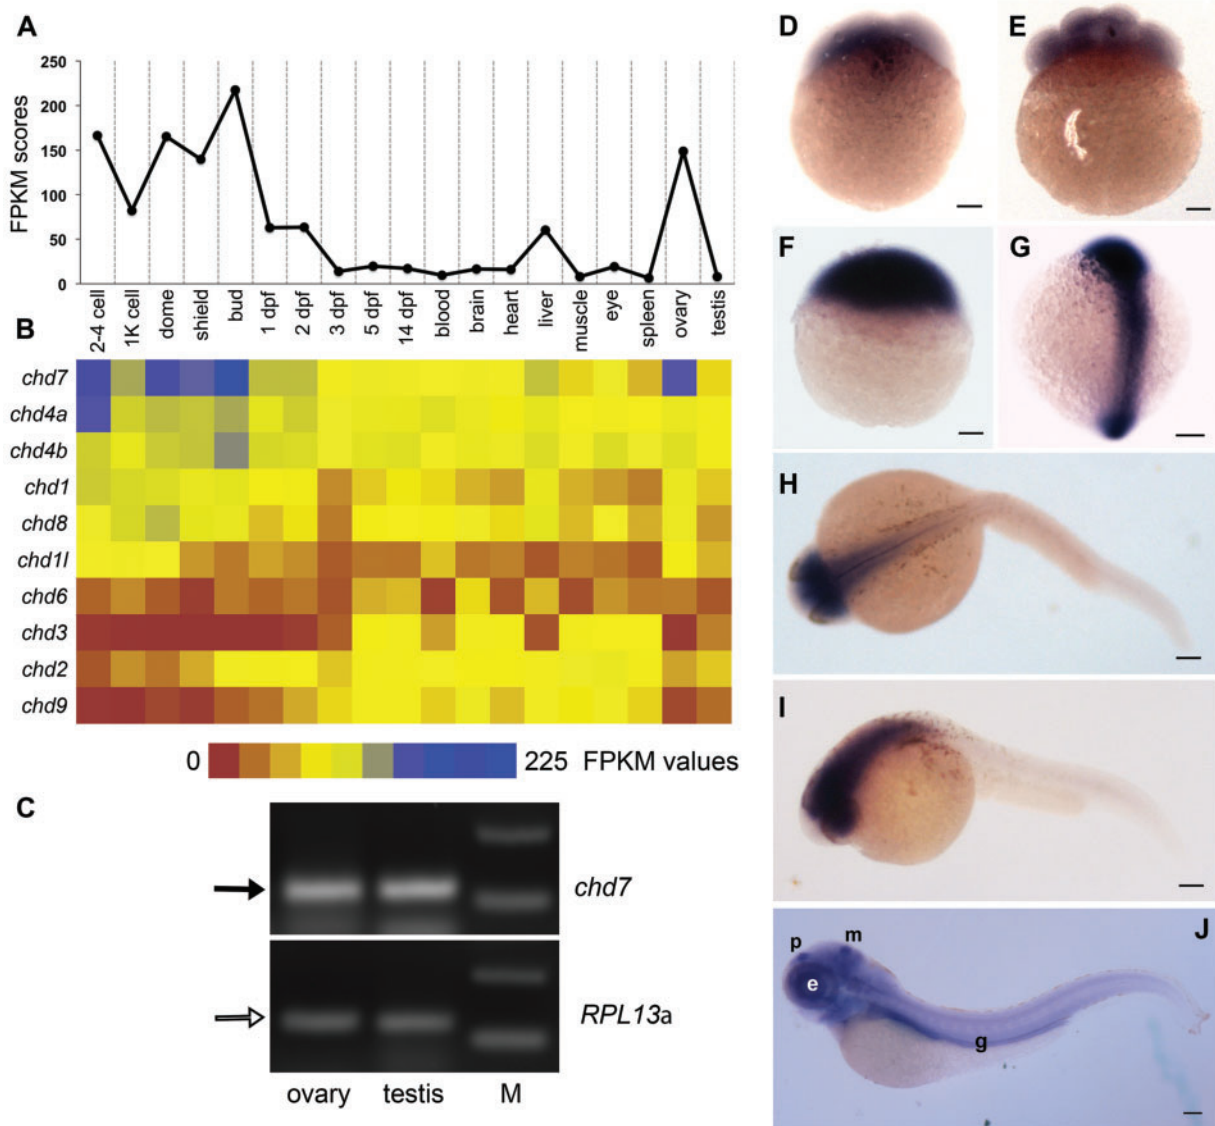 A
FPKM scores
250
200
150
100
50
0
2-4 cell
1K cell
dome
shield
bud
1 dpf
2 dpf
3 dpf
5 dpf
14 dpf
blood
brain
heart
liver
muscle
eye
spleen
ovary
testis
B
chd7
chd4a
chd4b
chd1
chd8
chd1l
chd6
chd3
chd2
chd9
0 225 FPKM values
C
chd7
RPL13a
ovary testis M
D
E
F
G
H
I
J
p m
e
g